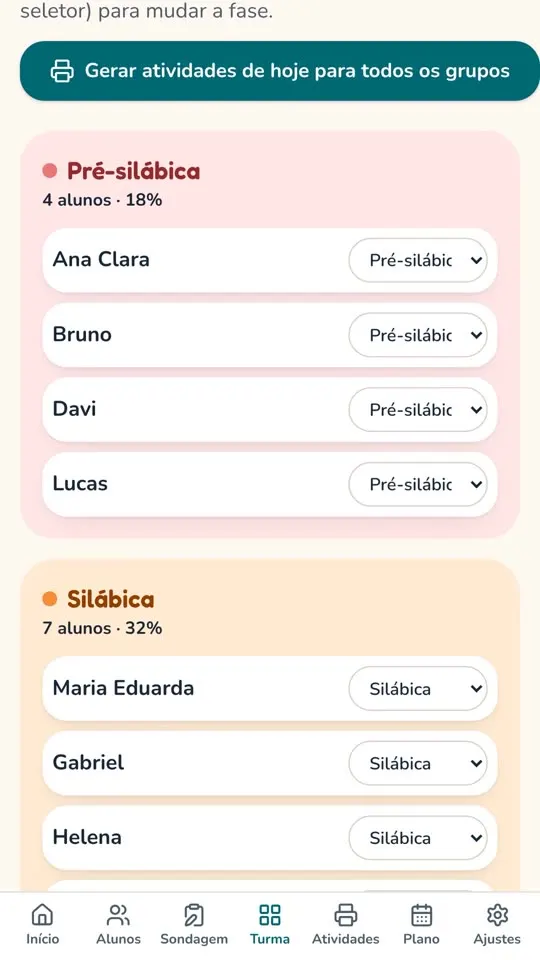 seletor) para mudar a fase.
Gerar atividades de hoje para todos os grupos
Pré-silábica
4 alunos · 18%
Ana Clara Pré-silábic
Bruno Pré-silábic
Davi Pré-silábic
Lucas Pré-silábic
Silábica
7 alunos · 32%
Maria Eduarda Silábica
Gabriel Silábica
Helena Silábica
Início Alunos Sondagem Turma Atividades Plano Ajustes